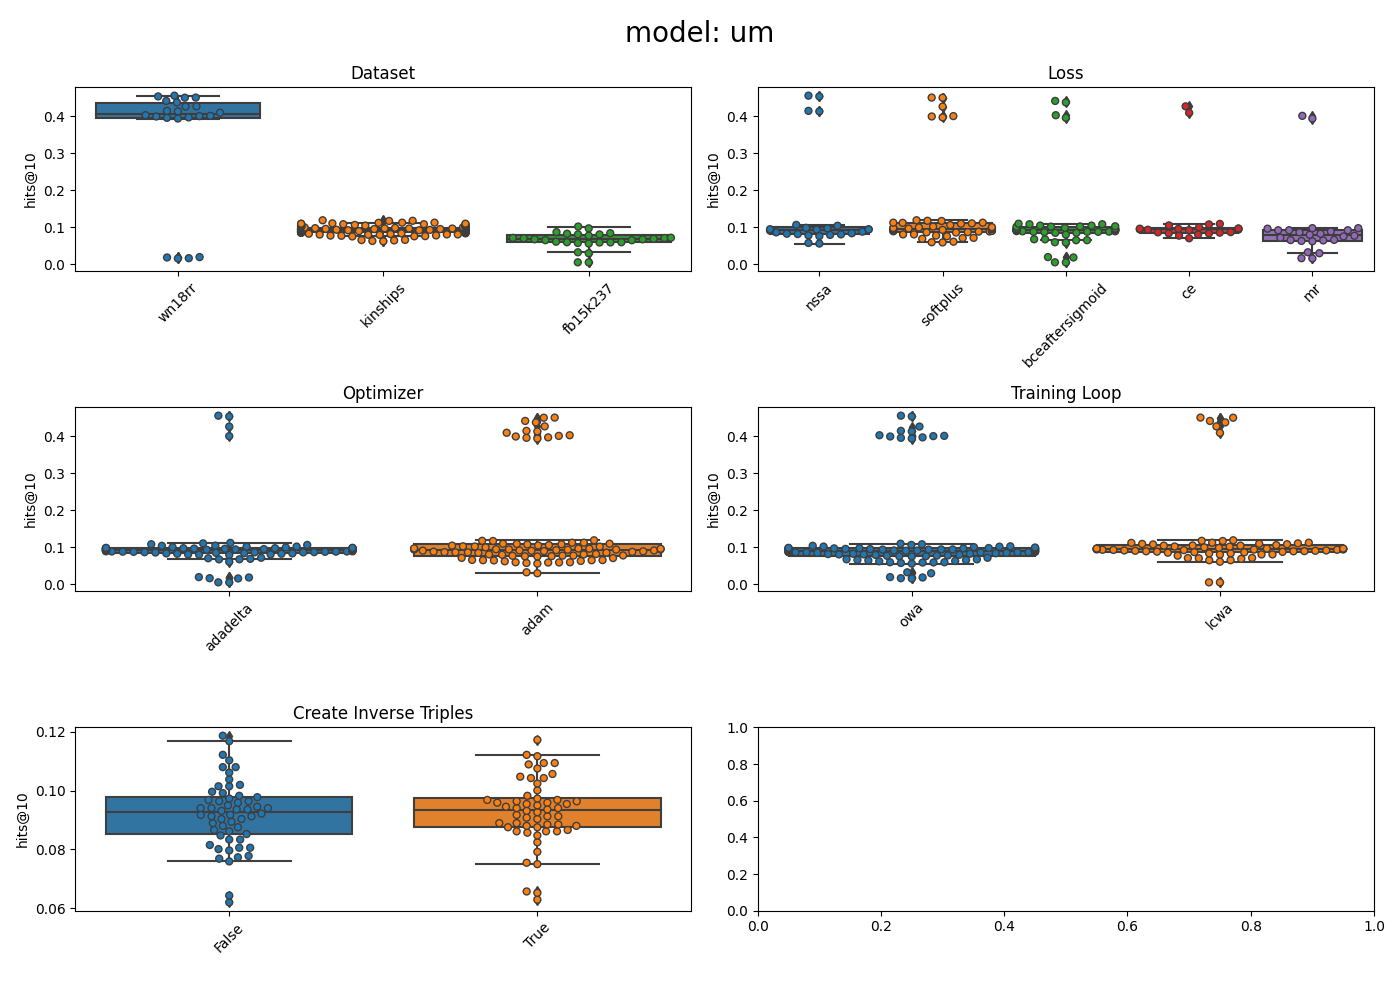 model: um
Dataset
hits@10
0.4
0.3
0.2
0.1
0.0
wn18rr
kinships
fb15k237
Loss
hits@10
0.4
0.3
0.2
0.1
0.0
nssa
softplus
bceaftersigmoid
ce
mr
Optimizer
hits@10
0.4
0.3
0.2
0.1
0.0
adadelta
adam
Training Loop
hits@10
0.4
0.3
0.2
0.1
0.0
owa
lcwa
Create Inverse Triples
hits@10
0.12
0.10
0.08
0.06
False
True
1.0
0.8
0.6
0.4
0.2
0.0
0.0 0.2 0.4 0.6 0.8 1.0